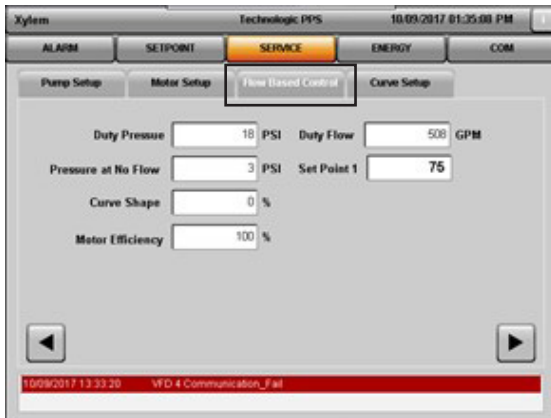 Xylem Technologic PPS 10/09/2017 01:35:08 PM
ALARM SETPOINT SERVICE ENERGY COM
Pump Setup Motor Setup Flow Based Control Curve Setup
Duty Pressue 18 PSI Duty Flow 508 GPM
Pressure at No Flow 3 PSI Set Point 1 75
Curve Shape 0 %
Motor Efficiency 100 %
10/09/2017 13:33:20 VFD 4 Communication_Fail